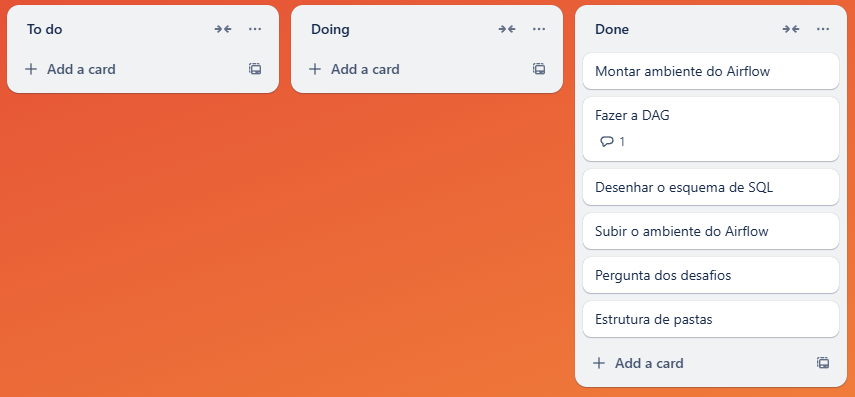 To do
Add a card
Doing
Add a card
Done
Montar ambiente do Airflow
Fazer a DAG
1
Desenhar o esquema de SQL
Subir o ambiente do Airflow
Pergunta dos desafios
Estrutura de pastas
Add a card